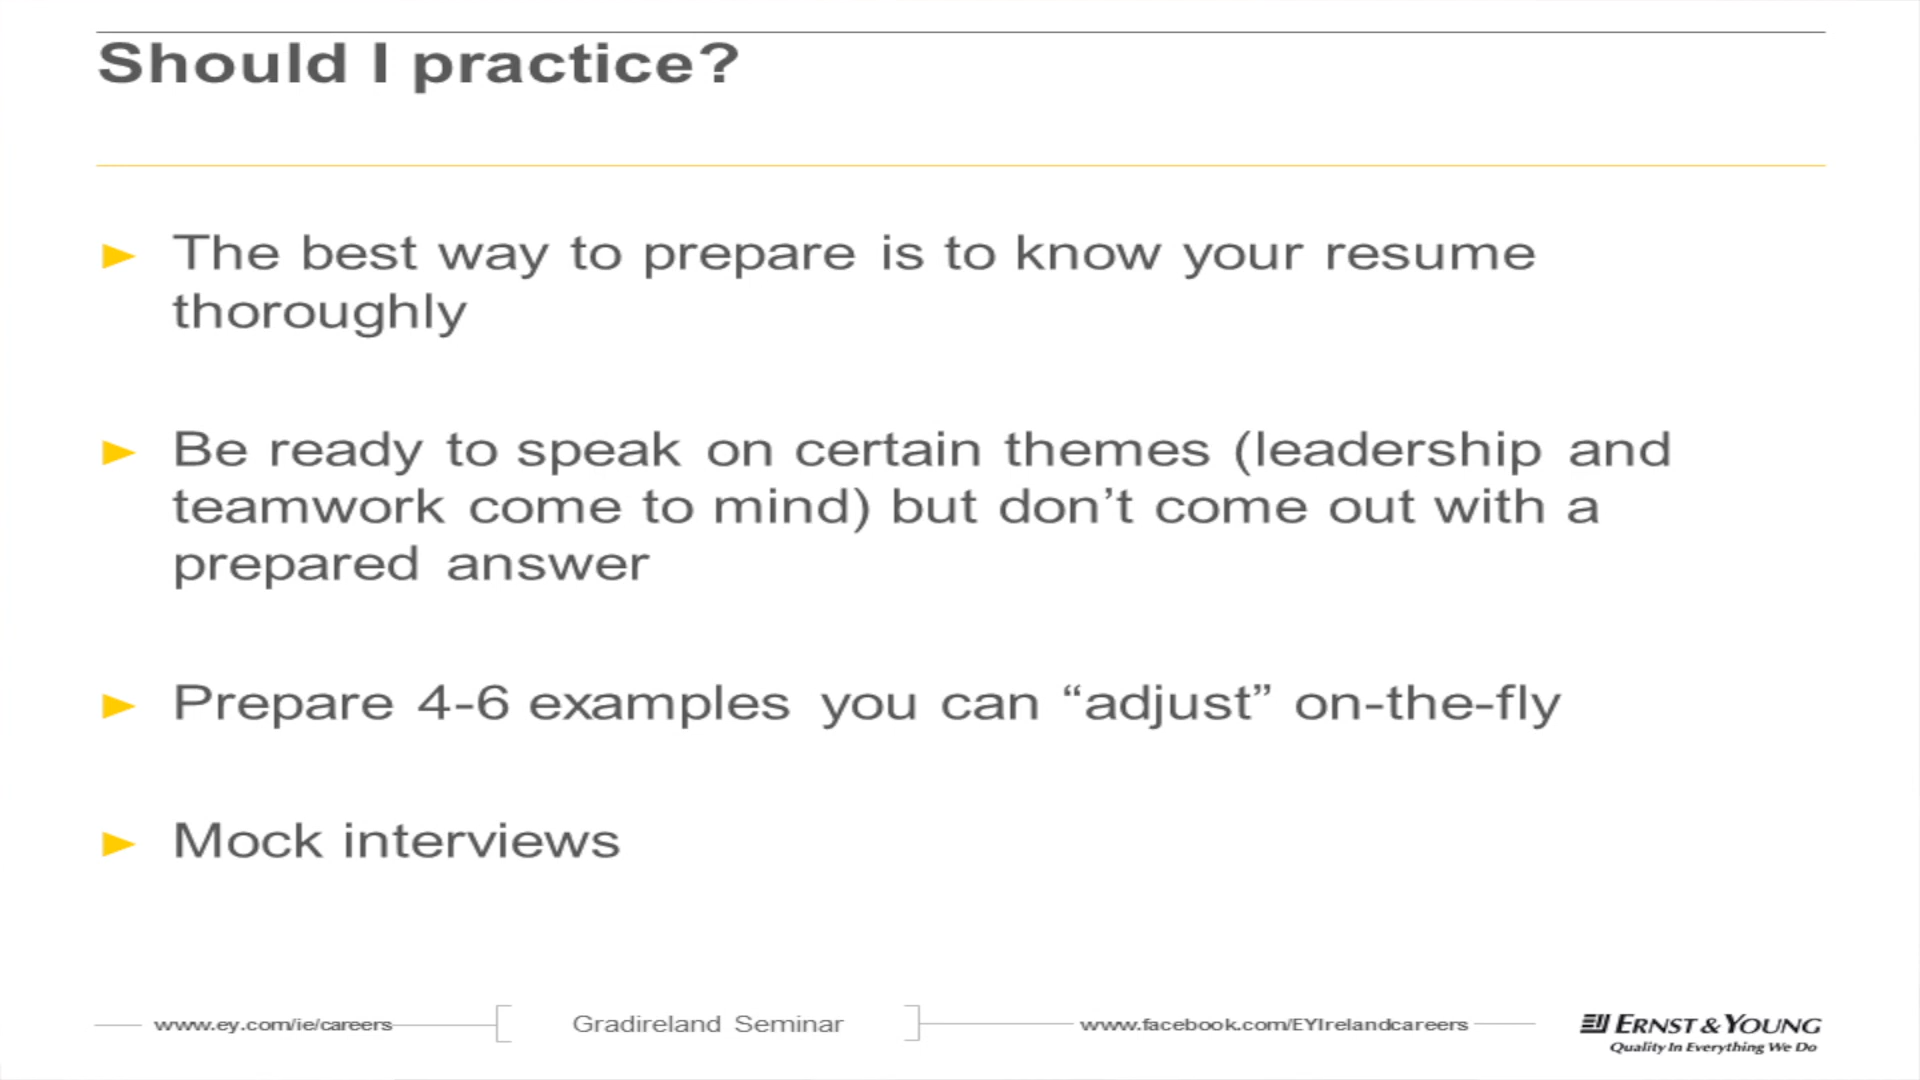 Should I practice?
► The best way to prepare is to know your resume
thoroughly
► Be ready to speak on certain themes (leadership and
teamwork come to mind) but don’t come out with a
prepared answer
► Prepare 4-6 examples you can “adjust” on-the-fly
► Mock interviews
www.ey.com/ie/careers
Gradireland Seminar
www.facebook.com/EYIrelandcareers
ERNST & YOUNG
Quality In Everything We Do